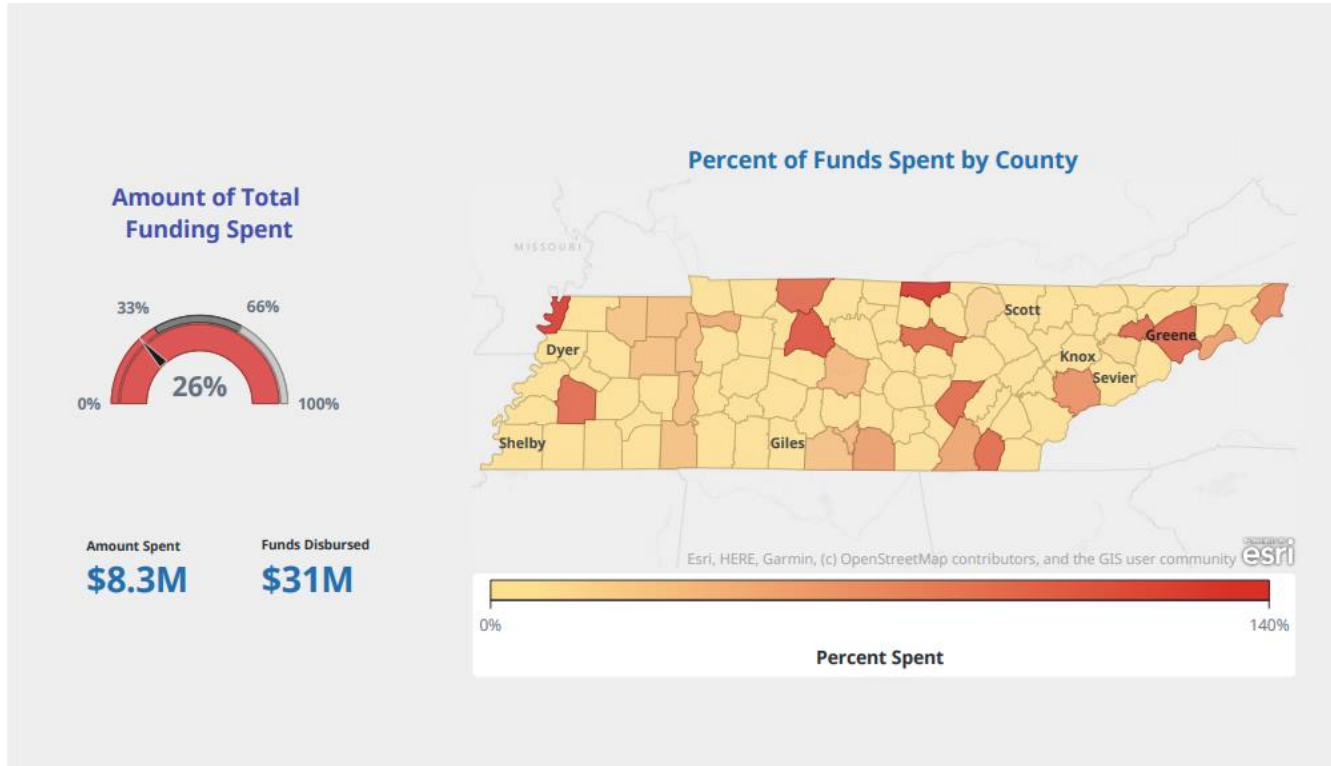 Amount of Total
Funding Spent
33%
66%
0%
26%
100%
Amount Spent
Funds Disbursed
$8.3M
$31M
Percent of Funds Spent by County
MISSOURI
Scott
Dyer
Greene
Knox
Sevier
Shelby
Giles
Esri, HERE, Garmin, (c) OpenStreetMap contributors, and the GIS user community
esri
0%
140%
Percent Spent